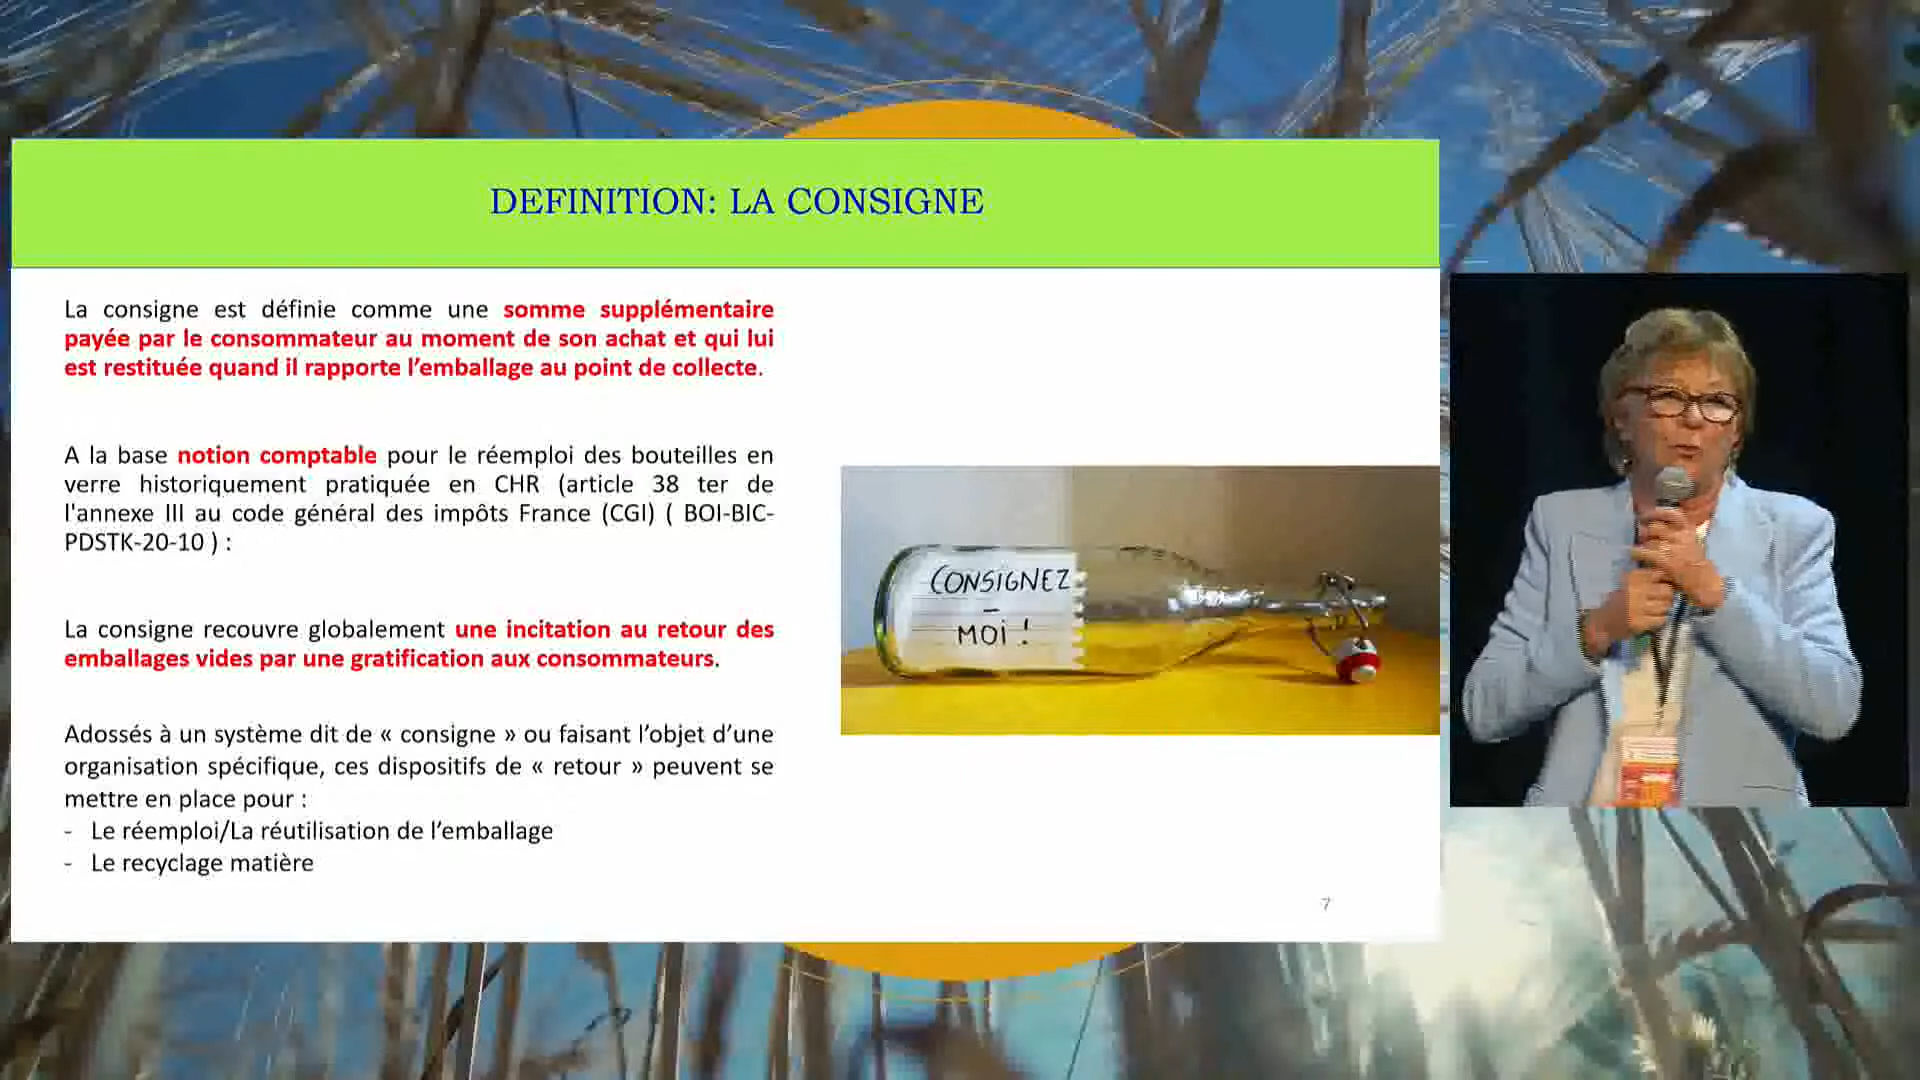 DEFINITION: LA CONSIGNE
La consigne est définie comme une somme supplémentaire
payée par le consommateur au moment de son achat et qui lui
est restituée quand il rapporte l’emballage au point de collecte.
A la base notion comptable pour le réemploi des bouteilles en
verre historiquement pratiquée en CHR (article 38 ter de
l'annexe III au code général des impôts France (CGI) ( BOI-BIC-
PDSTK-20-10 ) :
La consigne recouvre globalement une incitation au retour des
emballages vides par une gratification aux consommateurs.
Adossés à un système dit de « consigne » ou faisant l’objet d’une
organisation spécifique, ces dispositifs de « retour » peuvent se
mettre en place pour :
- Le réemploi/La réutilisation de l’emballage
- Le recyclage matière
CONSIGNEZ
-
MOI !
7